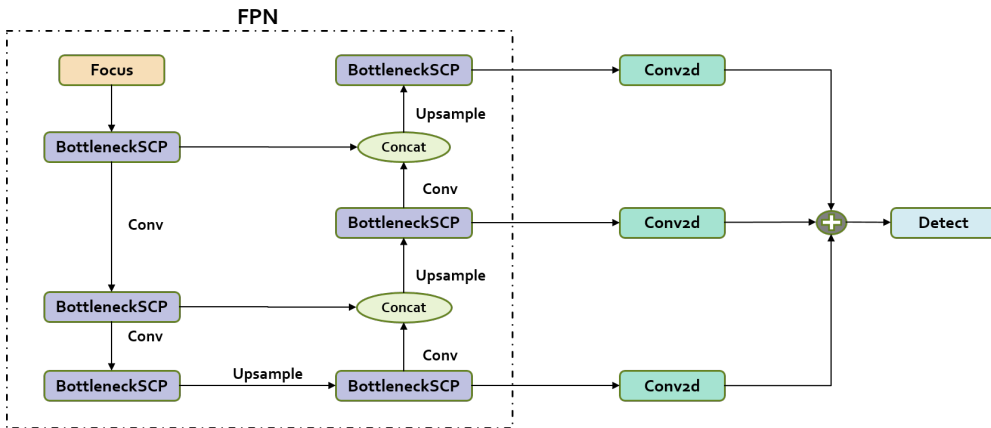 FPN
Focus
BottleneckSCP
Conv2d
Upsample
BottleneckSCP
Concat
Conv
Conv
BottleneckSCP
Conv2d
Detect
Upsample
BottleneckSCP
Concat
Conv
Conv
Upsample
BottleneckSCP
BottleneckSCP
Conv2d